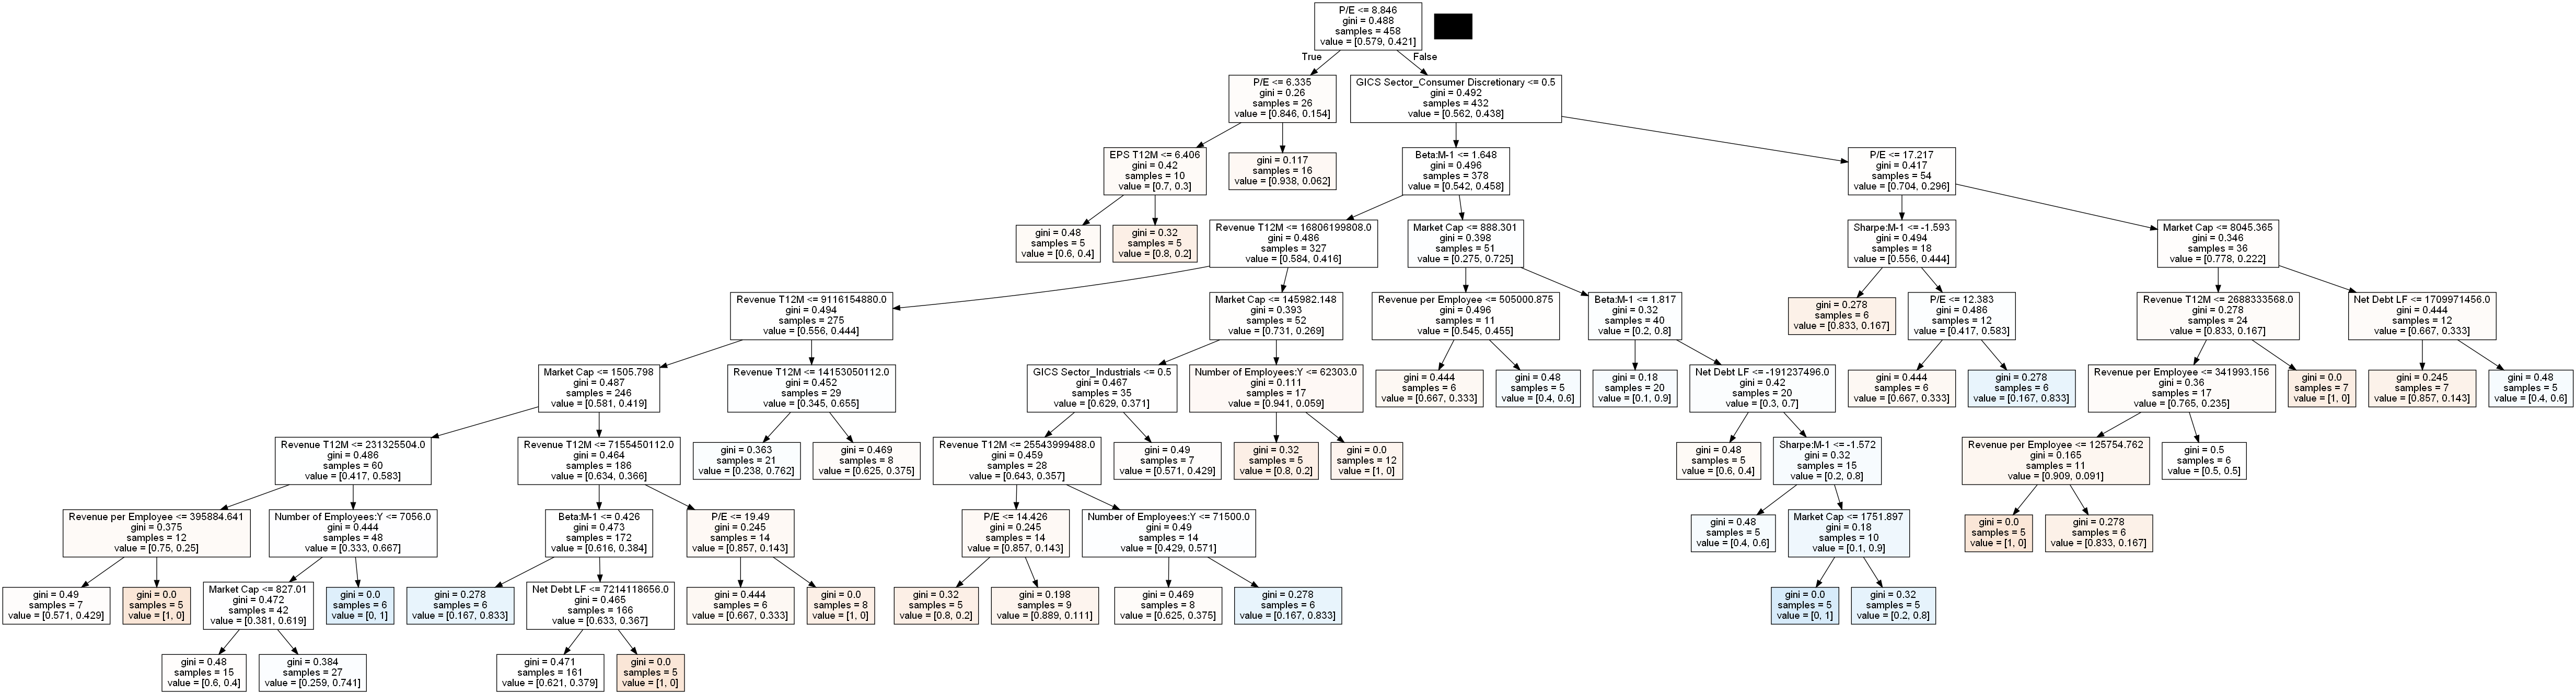 P/E <= 8.846
gini = 0.488
samples = 458
value = [0.579, 0.421]
True
False
P/E <= 6.335
gini = 0.26
samples = 26
value = [0.846, 0.154]
GICS Sector_Consumer Discretionary <= 0.5
gini = 0.492
samples = 432
value = [0.562, 0.438]
EPS T12M <= 6.406
gini = 0.42
samples = 10
value = [0.7, 0.3]
gini = 0.117
samples = 16
value = [0.938, 0.062]
Beta:M-1 <= 1.648
gini = 0.496
samples = 378
value = [0.542, 0.458]
P/E <= 17.217
gini = 0.417
samples = 54
value = [0.704, 0.296]
gini = 0.48
samples = 5
value = [0.6, 0.4]
gini = 0.32
samples = 5
value = [0.8, 0.2]
Revenue T12M <= 16806199808.0
gini = 0.486
samples = 327
value = [0.584, 0.416]
Market Cap <= 888.301
gini = 0.398
samples = 51
value = [0.275, 0.725]
Sharpe:M-1 <= -1.593
gini = 0.494
samples = 18
value = [0.556, 0.444]
Market Cap <= 8045.365
gini = 0.346
samples = 36
value = [0.778, 0.222]
Revenue T12M <= 9116154880.0
gini = 0.494
samples = 275
value = [0.556, 0.444]
Market Cap <= 145982.148
gini = 0.393
samples = 52
value = [0.731, 0.269]
Revenue per Employee <= 505000.875
gini = 0.496
samples = 11
value = [0.545, 0.455]
Beta:M-1 <= 1.817
gini = 0.32
samples = 40
value = [0.2, 0.8]
gini = 0.278
samples = 6
value = [0.833, 0.167]
P/E <= 12.383
gini = 0.486
samples = 12
value = [0.417, 0.583]
Revenue T12M <= 2688333568.0
gini = 0.278
samples = 24
value = [0.833, 0.167]
Net Debt LF <= 1709971456.0
gini = 0.444
samples = 12
value = [0.667, 0.333]
Market Cap <= 1505.798
gini = 0.487
samples = 246
value = [0.581, 0.419]
Revenue T12M <= 14153050112.0
gini = 0.452
samples = 29
value = [0.345, 0.655]
GICS Sector_Industrials <= 0.5
gini = 0.467
samples = 35
value = [0.629, 0.371]
Number of Employees:Y <= 62303.0
gini = 0.111
samples = 17
value = [0.941, 0.059]
gini = 0.444
samples = 6
value = [0.667, 0.333]
gini = 0.48
samples = 5
value = [0.4, 0.6]
gini = 0.18
samples = 20
value = [0.1, 0.9]
Net Debt LF <= -191237496.0
gini = 0.42
samples = 20
value = [0.3, 0.7]
gini = 0.444
samples = 6
value = [0.667, 0.333]
gini = 0.278
samples = 6
value = [0.167, 0.833]
Revenue per Employee <= 341993.156
gini = 0.36
samples = 17
value = [0.765, 0.235]
gini = 0.0
samples = 7
value = [1, 0]
gini = 0.245
samples = 7
value = [0.857, 0.143]
gini = 0.48
samples = 5
value = [0.4, 0.6]
Revenue T12M <= 231325504.0
gini = 0.486
samples = 60
value = [0.417, 0.583]
Revenue T12M <= 7155450112.0
gini = 0.464
samples = 186
value = [0.634, 0.366]
gini = 0.363
samples = 21
value = [0.238, 0.762]
gini = 0.469
samples = 8
value = [0.625, 0.375]
Revenue T12M <= 25543999488.0
gini = 0.459
samples = 28
value = [0.643, 0.357]
gini = 0.49
samples = 7
value = [0.571, 0.429]
gini = 0.32
samples = 5
value = [0.8, 0.2]
gini = 0.0
samples = 12
value = [1, 0]
gini = 0.48
samples = 5
value = [0.6, 0.4]
Sharpe:M-1 <= -1.572
gini = 0.32
samples = 15
value = [0.2, 0.8]
Revenue per Employee <= 125754.762
gini = 0.165
samples = 11
value = [0.909, 0.091]
gini = 0.5
samples = 6
value = [0.5, 0.5]
Revenue per Employee <= 395884.641
gini = 0.375
samples = 12
value = [0.75, 0.25]
Number of Employees:Y <= 7056.0
gini = 0.444
samples = 48
value = [0.333, 0.667]
Beta:M-1 <= 0.426
gini = 0.473
samples = 172
value = [0.616, 0.384]
P/E <= 19.49
gini = 0.245
samples = 14
value = [0.857, 0.143]
P/E <= 14.426
gini = 0.245
samples = 14
value = [0.857, 0.143]
Number of Employees:Y <= 71500.0
gini = 0.49
samples = 14
value = [0.429, 0.571]
gini = 0.48
samples = 5
value = [0.4, 0.6]
Market Cap <= 1751.897
gini = 0.18
samples = 10
value = [0.1, 0.9]
gini = 0.0
samples = 5
value = [1, 0]
gini = 0.278
samples = 6
value = [0.833, 0.167]
gini = 0.49
samples = 7
value = [0.571, 0.429]
gini = 0.0
samples = 5
value = [1, 0]
Market Cap <= 827.01
gini = 0.472
samples = 42
value = [0.381, 0.619]
gini = 0.0
samples = 6
value = [0, 1]
gini = 0.278
samples = 6
value = [0.167, 0.833]
Net Debt LF <= 7214118656.0
gini = 0.465
samples = 166
value = [0.633, 0.367]
gini = 0.444
samples = 6
value = [0.667, 0.333]
gini = 0.0
samples = 8
value = [1, 0]
gini = 0.32
samples = 5
value = [0.8, 0.2]
gini = 0.198
samples = 9
value = [0.889, 0.111]
gini = 0.469
samples = 8
value = [0.625, 0.375]
gini = 0.278
samples = 6
value = [0.167, 0.833]
gini = 0.0
samples = 5
value = [0, 1]
gini = 0.32
samples = 5
value = [0.2, 0.8]
gini = 0.48
samples = 15
value = [0.6, 0.4]
gini = 0.384
samples = 27
value = [0.259, 0.741]
gini = 0.471
samples = 161
value = [0.621, 0.379]
gini = 0.0
samples = 5
value = [1, 0]